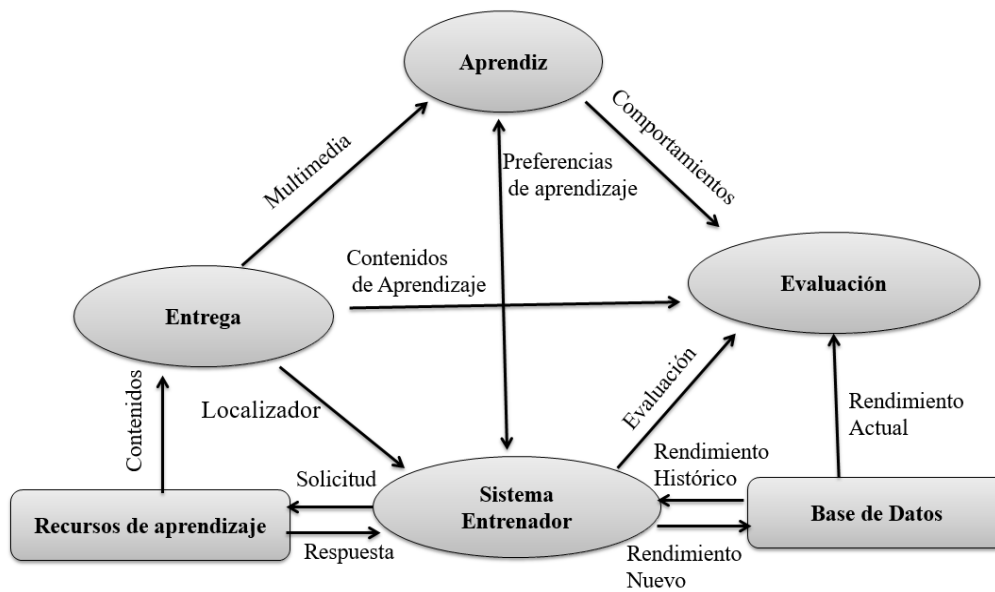 Aprendiz
Multimedia
Comportamientos
Preferencias
de aprendizaje
Contenidos
de Aprendizaje
Entrega
Evaluación
Contenidos
Localizador
Evaluación
Rendimiento
Actual
Solicitud
Rendimiento
Histórico
Recursos de aprendizaje
Sistema
Entrenador
Base de Datos
Respuesta
Rendimiento
Nuevo